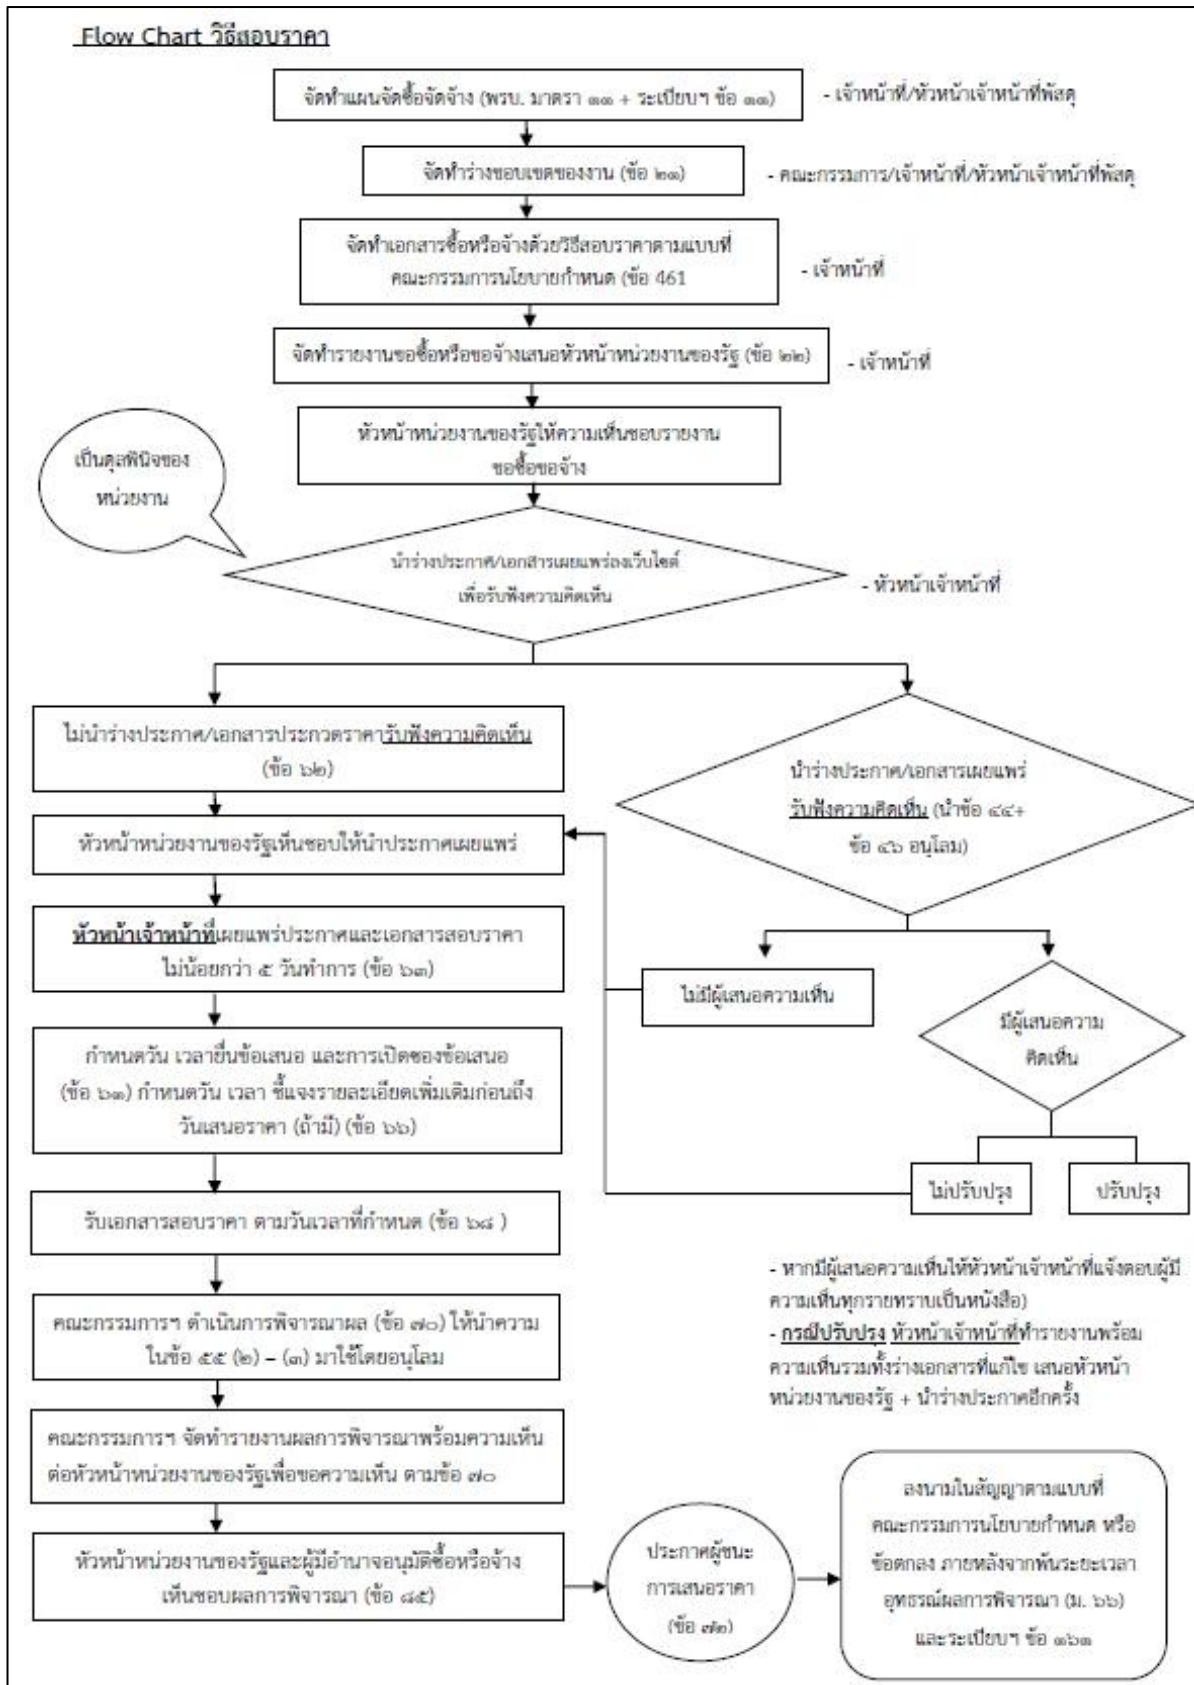 Flow Chart วิธีสอบราคา
จัดทำแผนจัดซื้อจัดจ้าง (พรบ. มาตรา ๑๑ + ระเบียบฯ ข้อ ๑๑)
- เจ้าหน้าที่/หัวหน้าเจ้าหน้าที่พัสดุ
จัดทำร่างขอบเขตของงาน (ข้อ ๒๑)
- คณะกรรมการ/เจ้าหน้าที่/หัวหน้าเจ้าหน้าที่พัสดุ
จัดทำเอกสารซื้อหรือจ้างด้วยวิธีสอบราคาตามแบบที่
คณะกรรมการนโยบายกำหนด (ข้อ 461
- เจ้าหน้าที่
จัดทำรายงานขอซื้อหรือขอจ้างเสนอหัวหน้าหน่วยงานของรัฐ (ข้อ ๒๒)
- เจ้าหน้าที่
หัวหน้าหน่วยงานของรัฐให้ความเห็นชอบรายงาน
ขอซื้อขอจ้าง
เป็นดุลพินิจของ
หน่วยงาน
นำร่างประกาศ/เอกสารเผยแพร่ลงเว็บไซต์
เพื่อรับฟังความคิดเห็น
- หัวหน้าเจ้าหน้าที่
ไม่นำร่างประกาศ/เอกสารประกวดราคารับฟังความคิดเห็น
(ข้อ ๖๒)
หัวหน้าหน่วยงานของรัฐเห็นชอบให้นำประกาศเผยแพร่
หัวหน้าเจ้าหน้าที่เผยแพร่ประกาศและเอกสารสอบราคา
ไม่น้อยกว่า ๕ วันทำการ (ข้อ ๖๓)
กำหนดวัน เวลายื่นข้อเสนอ และการเปิดซองข้อเสนอ
(ข้อ ๖๑) กำหนดวัน เวลา ชี้แจงรายละเอียดเพิ่มเติมก่อนถึง
วันเสนอราคา (ถ้ามี) (ข้อ ๖๖)
รับเอกสารสอบราคา ตามวันเวลาที่กำหนด (ข้อ ๖๘ )
คณะกรรมการฯ ดำเนินการพิจารณาผล (ข้อ ๗๐) ให้นำความ
ในข้อ ๕๕ (๒) – (๓) มาใช้โดยอนุโลม
คณะกรรมการฯ จัดทำรายงานผลการพิจารณาพร้อมความเห็น
ต่อหัวหน้าหน่วยงานของรัฐเพื่อขอความเห็น ตามข้อ ๗๐
หัวหน้าหน่วยงานของรัฐและผู้มีอำนาจอนุมัติซื้อหรือจ้าง
เห็นชอบผลการพิจารณา (ข้อ ๘๕)
นำร่างประกาศ/เอกสารเผยแพร่
รับฟังความคิดเห็น (นำข้อ ๔๔+
ข้อ ๔๖ อนุโลม)
ไม่มีผู้เสนอความเห็น
มีผู้เสนอความ
คิดเห็น
ไม่ปรับปรุง
ปรับปรุง
- หากมีผู้เสนอความเห็นให้หัวหน้าเจ้าหน้าที่แจ้งตอบผู้มี
ความเห็นทุกรายทราบเป็นหนังสือ)
- กรณีปรับปรุง หัวหน้าเจ้าหน้าที่ทำรายงานพร้อม
ความเห็นรวมทั้งร่างเอกสารที่แก้ไข เสนอหัวหน้า
หน่วยงานของรัฐ + นำร่างประกาศอีกครั้ง
ประกาศผู้ชนะ
การเสนอราคา
(ข้อ ๗๒)
ลงนามในสัญญาตามแบบที่
คณะกรรมการนโยบายกำหนด หรือ
ข้อตกลง ภายหลังจากพ้นระยะเวลา
อุทธรณ์ผลการพิจารณา (ม. ๖๖)
และระเบียบฯ ข้อ ๑๖๑